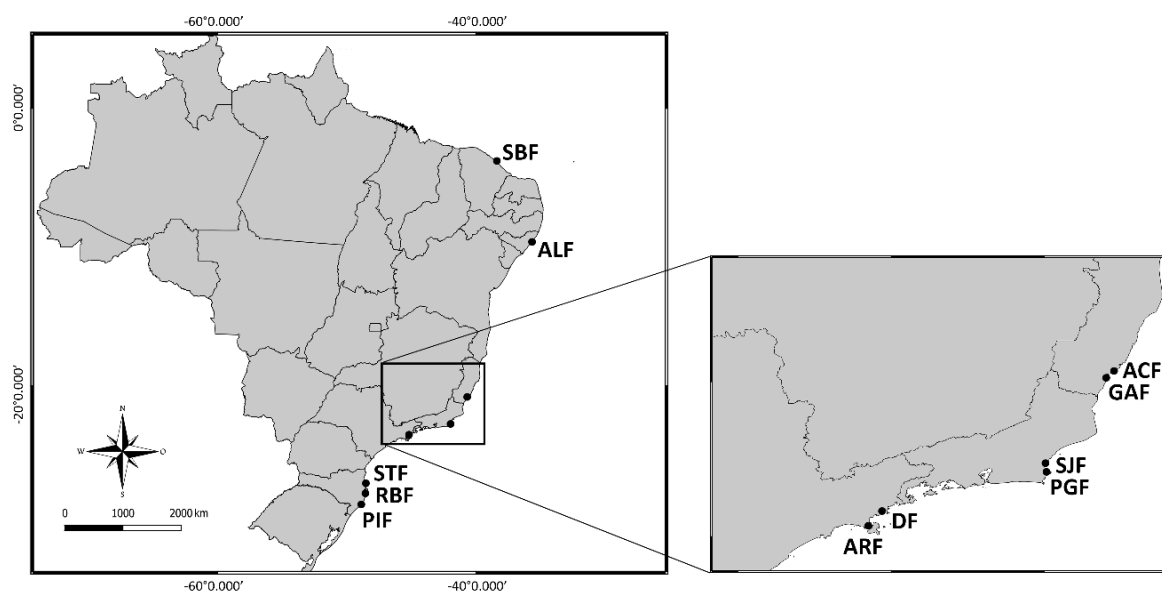 -60°0.000′ -40°0.000′
0°0.000′
SBF
ALF
ACF
GAF
-20°0.000′
N
W O
S
SJF
PGF
STF
RBF
PIF
DF
ARF
0 1000 2000 km
-60°0.000′ -40°0.000′